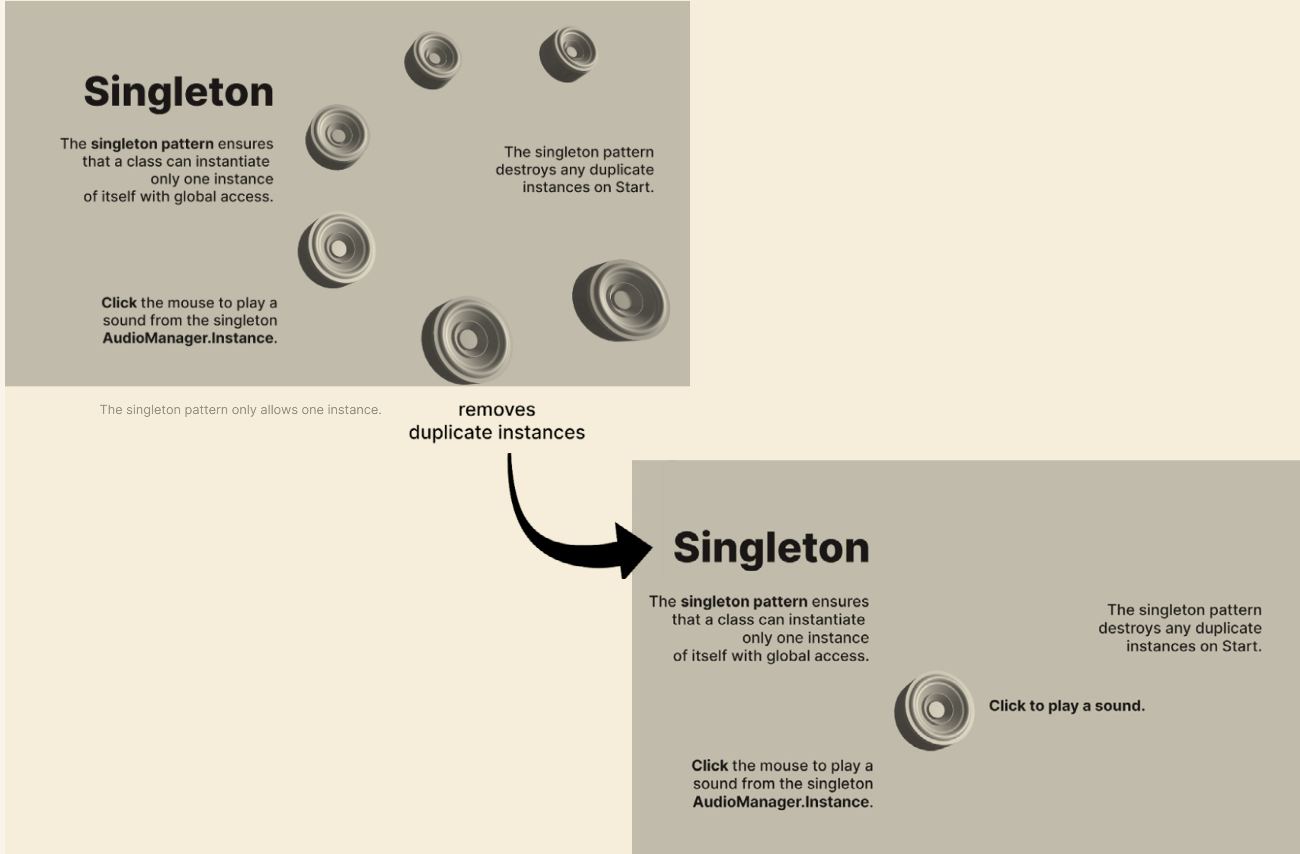 Singleton
The singleton pattern ensures
that a class can instantiate
only one instance
of itself with global access.
The singleton pattern
destroys any duplicate
instances on Start.
Click the mouse to play a
sound from the singleton
AudioManager.Instance.
The singleton pattern only allows one instance.
removes
duplicate instances
Singleton
The singleton pattern ensures
that a class can instantiate
only one instance
of itself with global access.
The singleton pattern
destroys any duplicate
instances on Start.
Click to play a sound.
Click the mouse to play a
sound from the singleton
AudioManager.Instance.